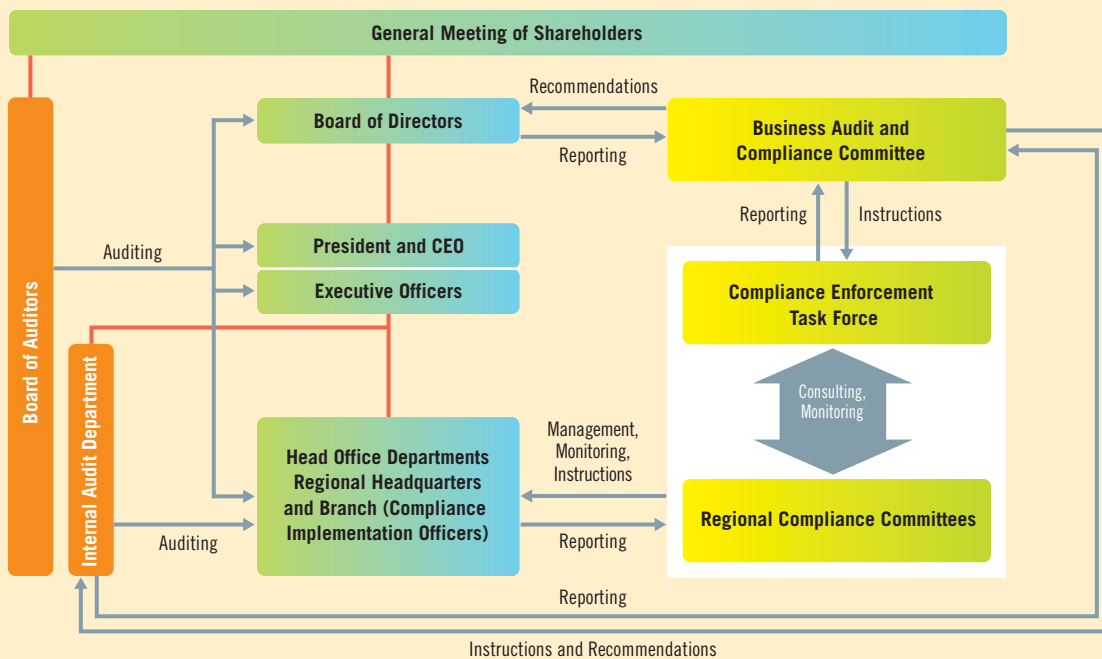 General Meeting of Shareholders
Board of Auditors
Internal Audit Department
Auditing
Board of Directors
President and CEO
Executive Officers
Recommendations
Reporting
Business Audit and
Compliance Committee
Reporting
Instructions
Compliance Enforcement
Task Force
Consulting,
Monitoring
Regional Compliance Committees
Head Office Departments
Regional Headquarters
and Branch (Compliance
Implementation Officers)
Management,
Monitoring,
Instructions
Reporting
Auditing
Reporting
Instructions and Recommendations